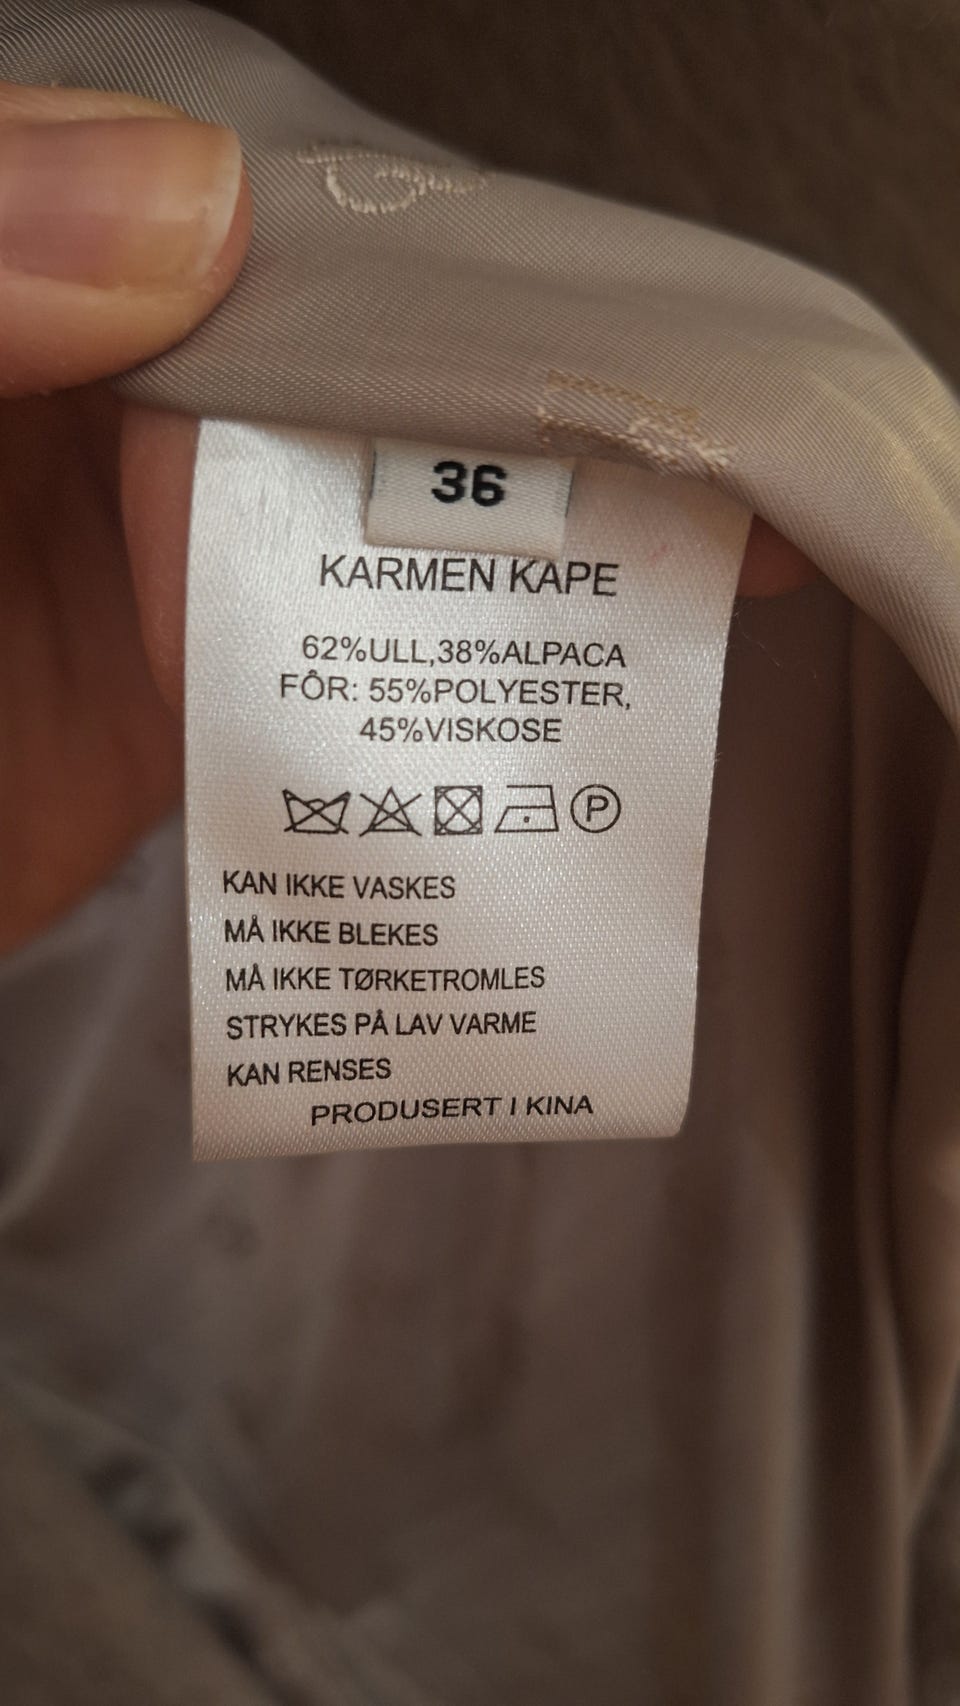 36
KARMEN KAPE
62%ULL,38%ALPACA
FÔR: 55%POLYESTER,
45%VISKOSE
P
KAN IKKE VASKES
MÅ IKKE BLEKES
MÅ IKKE TØRKETROMLES
STRYKES PÅ LAV VARME
KAN RENSES
PRODUSERT I KINA